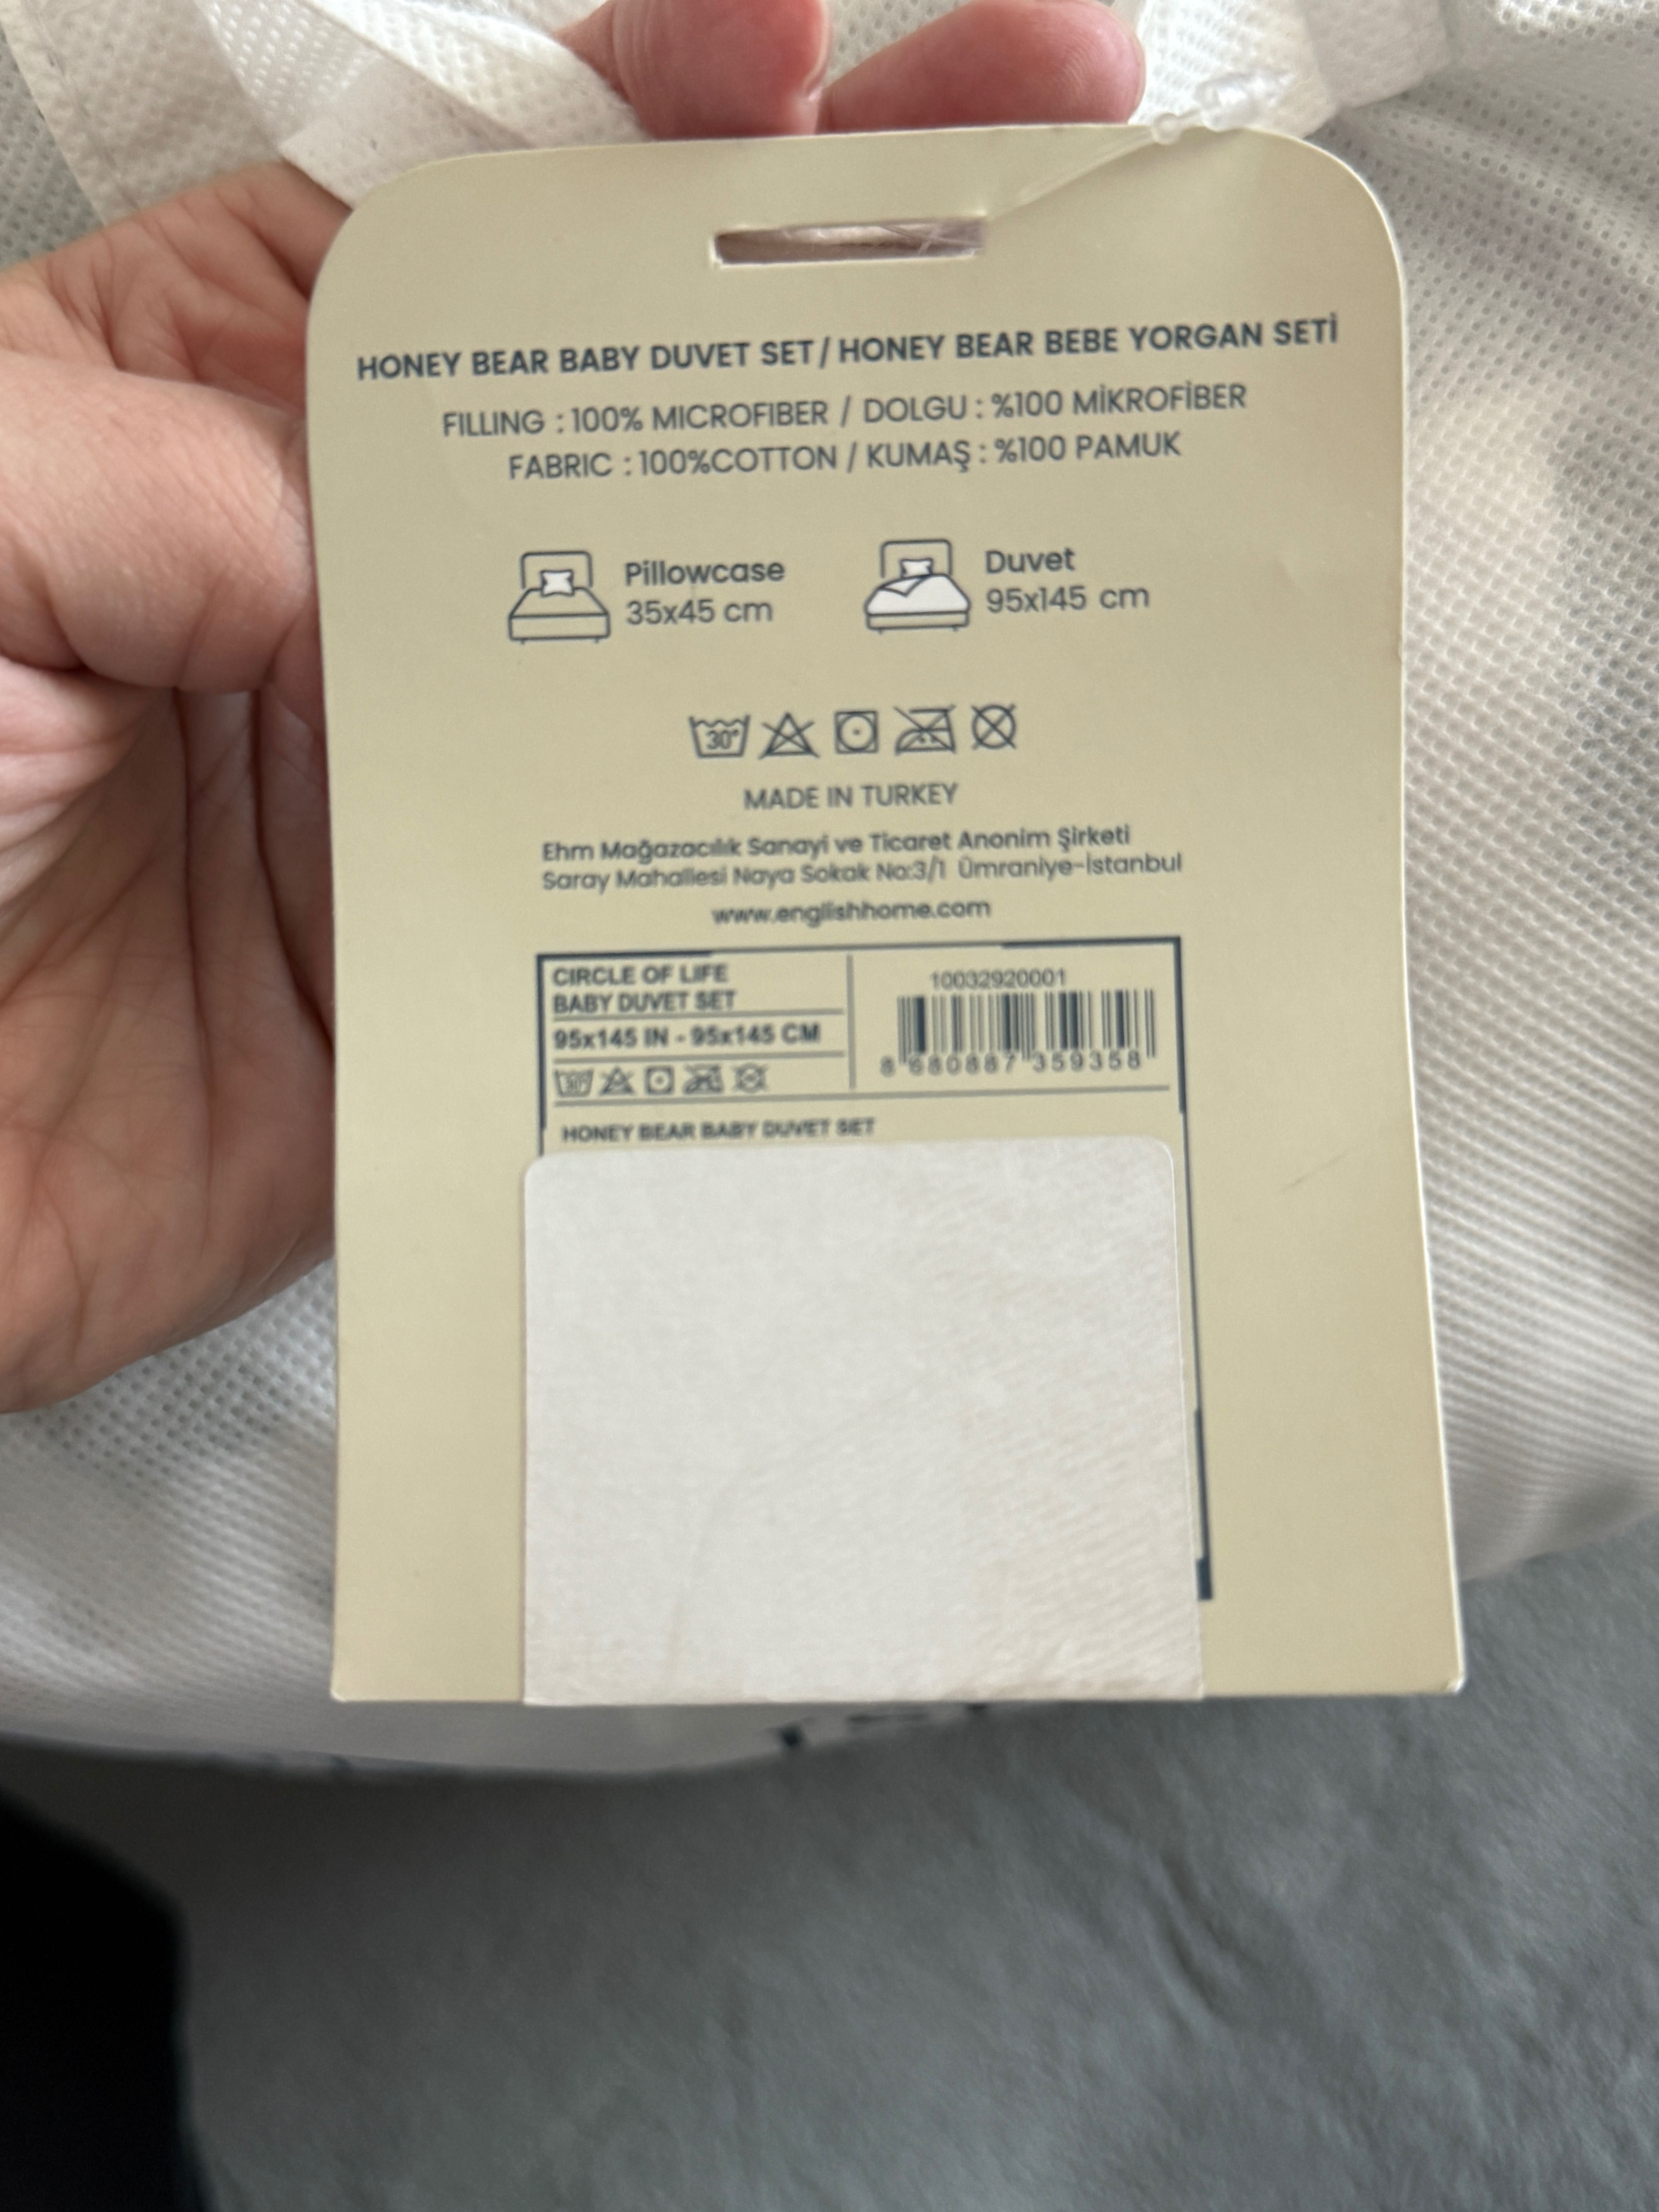 HONEY BEAR BABY DUVET SET / HONEY BEAR BEBE YORGAN SETİ
FILLING : 100% MICROFIBER / DOLGU : %100 MİKROFİBER
FABRIC : 100%COTTON / KUMAŞ : %100 PAMUK
Pillowcase
35x45 cm
Duvet
95x145 cm
30°
MADE IN TURKEY
Ehm Mağazacılık Sanayi ve Ticaret Anonim Şirketi
Saray Mahallesi Naya Sokak No:3/1 Ümraniye-İstanbul
www.englishhome.com
CIRCLE OF LIFE
BABY DUVET SET
95x145 IN - 95x145 CM
30°
10032920001
8 680887 359358
HONEY BEAR BABY DUVET SET